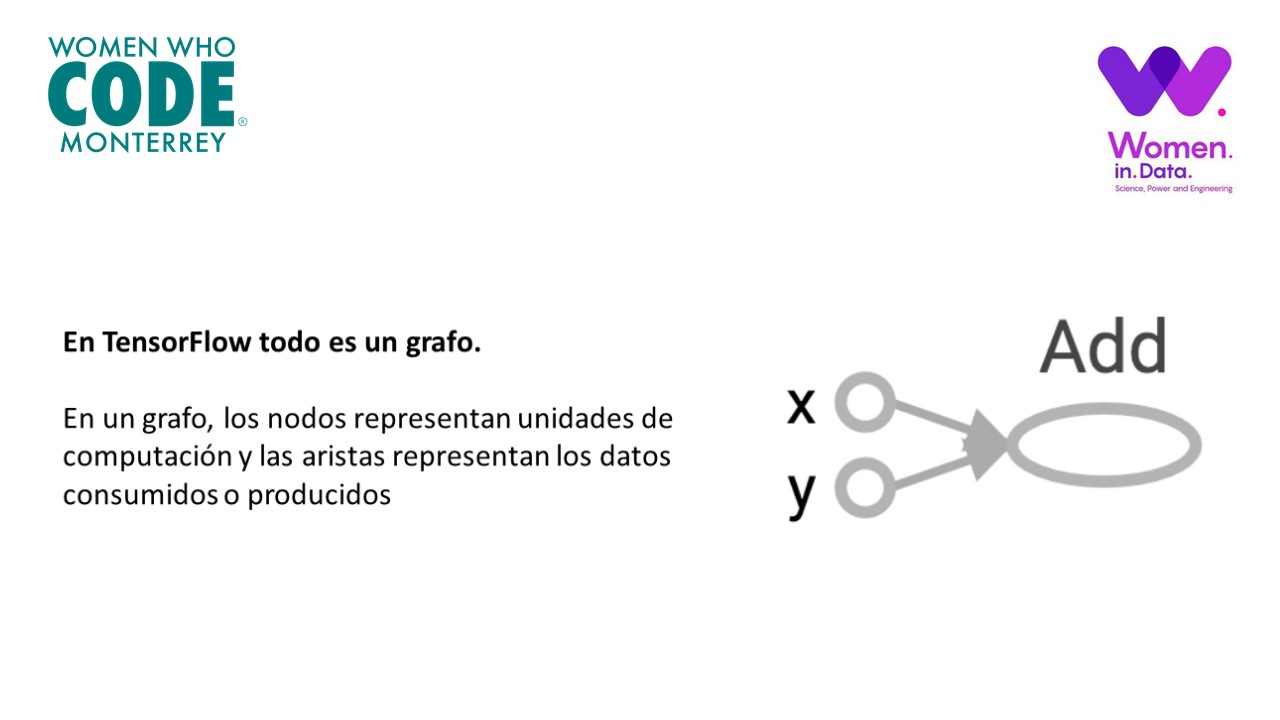 WOMEN WHO
CODE®
MONTERREY
Women.
in.Data.
Science, Power and Engineering
En TensorFlow todo es un grafo.
En un grafo, los nodos representan unidades de
computación y las aristas representan los datos
consumidos o producidos
Add
x
y